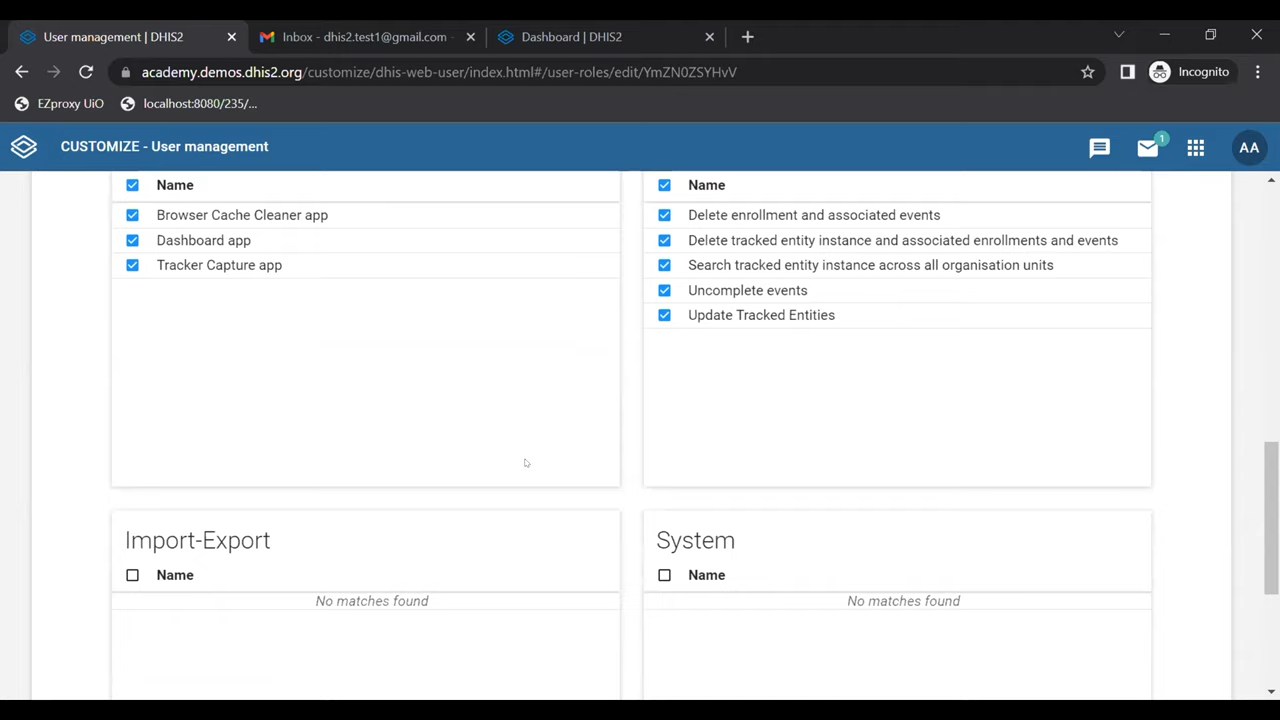 User management | DHIS2
Inbox - dhis2.test1@gmail.com -
Dashboard | DHIS2
academy.demos.dhis2.org/customize/dhis-web-user/index.html#/user-roles/edit/YmZN0ZSYHvV
Incognito
EZproxy UiO
localhost:8080/235/...
CUSTOMIZE - User management
1
AA
Name
Browser Cache Cleaner app
Dashboard app
Tracker Capture app
Name
Delete enrollment and associated events
Delete tracked entity instance and associated enrollments and events
Search tracked entity instance across all organisation units
Uncomplete events
Update Tracked Entities
Import-Export
Name
No matches found
System
Name
No matches found